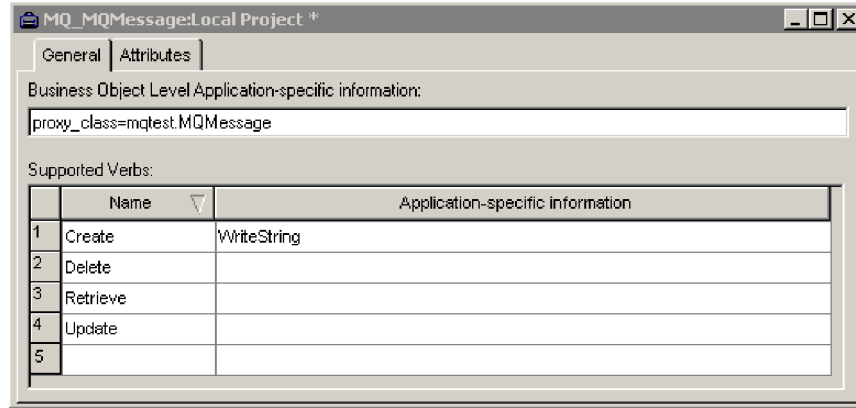 MQ_MQMessage:Local Project *
General Attributes
Business Object Level Application-specific information:
proxy_class=mqtest.MQMessage
Supported Verbs:
Name Application-specific information
1 Create WriteString
2 Delete
3 Retrieve
4 Update
5